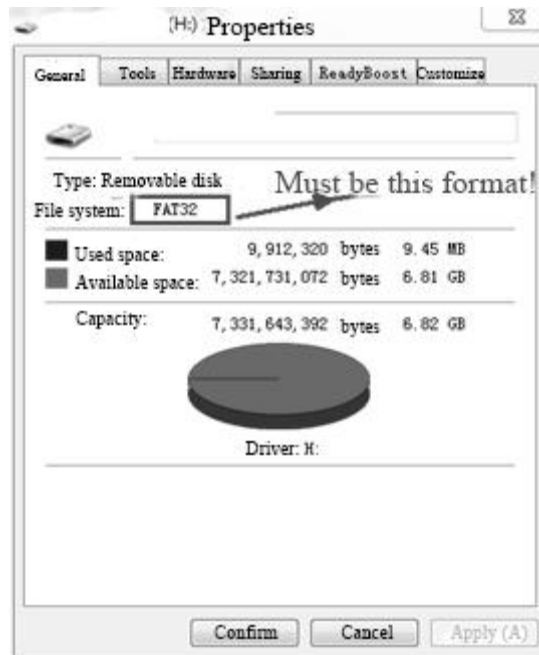 (H:) Properties
General Tools Hardware Sharing ReadyBoost Customize
Type: Removable disk
Must be this format!
File system: FAT32
Used space: 9,912,320 bytes 9.45 MB
Available space: 7,321,731,072 bytes 6.81 GB
Capacity: 7,331,643,392 bytes 6.82 GB
Driver: H:
Confirm Cancel Apply (A)